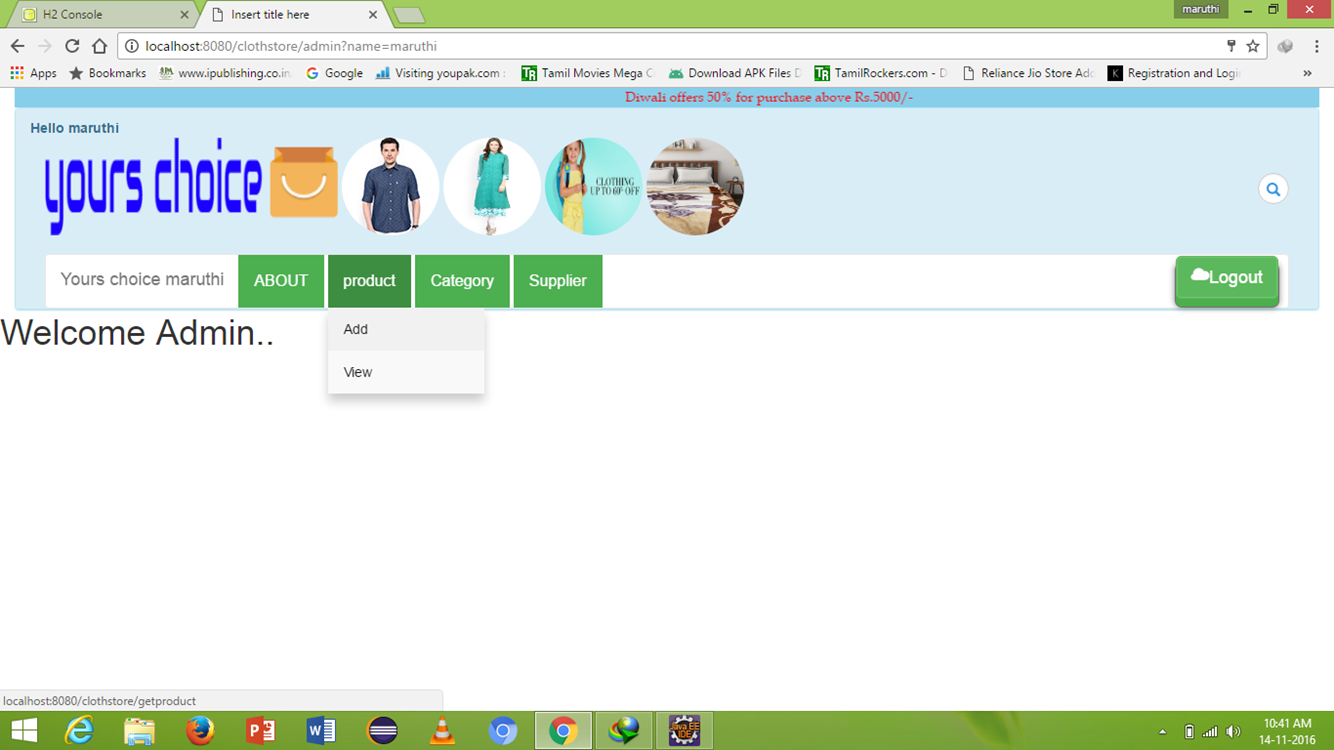 H2 Console
Insert title here
maruthi
localhost:8080/clothstore/admin?name=maruthi
Apps Bookmarks www.ipublishing.co.in Google Visiting youpak.com : Tamil Movies Mega C Download APK Files TamilRockers.com - Reliance Jio Store Registration and »
Diwali offers 50% for purchase above Rs.5000/-
Hello maruthi
yours choice
CLOTHING
UP TO 60% OFF
Yours choice maruthi ABOUT product Category Supplier Logout
Welcome Admin..
Add
View
localhost:8080/clothstore/getproduct
Java EE
IDE
10:41 AM
14-11-2016